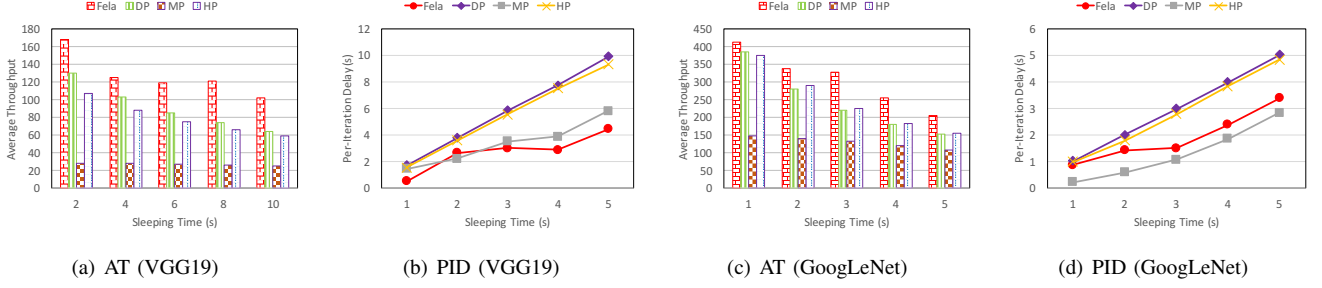 Fela DP MP HP
Average Throughput
180
160
140
120
100
80
60
40
20
0
2 4 6 8 10
Sleeping Time (s)
(a) AT (VGG19)
Fela DP MP HP
Per-Iteration Delay(s)
12
10
8
6
4
2
0
1 2 3 4 5
Sleeping Time (s)
(b) PID (VGG19)
Fela DP MP HP
Average Throughput
450
400
350
300
250
200
150
100
50
0
1 2 3 4 5
Sleeping Time (s)
(c) AT (GoogLeNet)
Fela DP MP HP
Per-Iteration Delay(s)
6
5
4
3
2
1
0
1 2 3 4 5
Sleeping Time (s)
(d) PID (GoogLeNet)